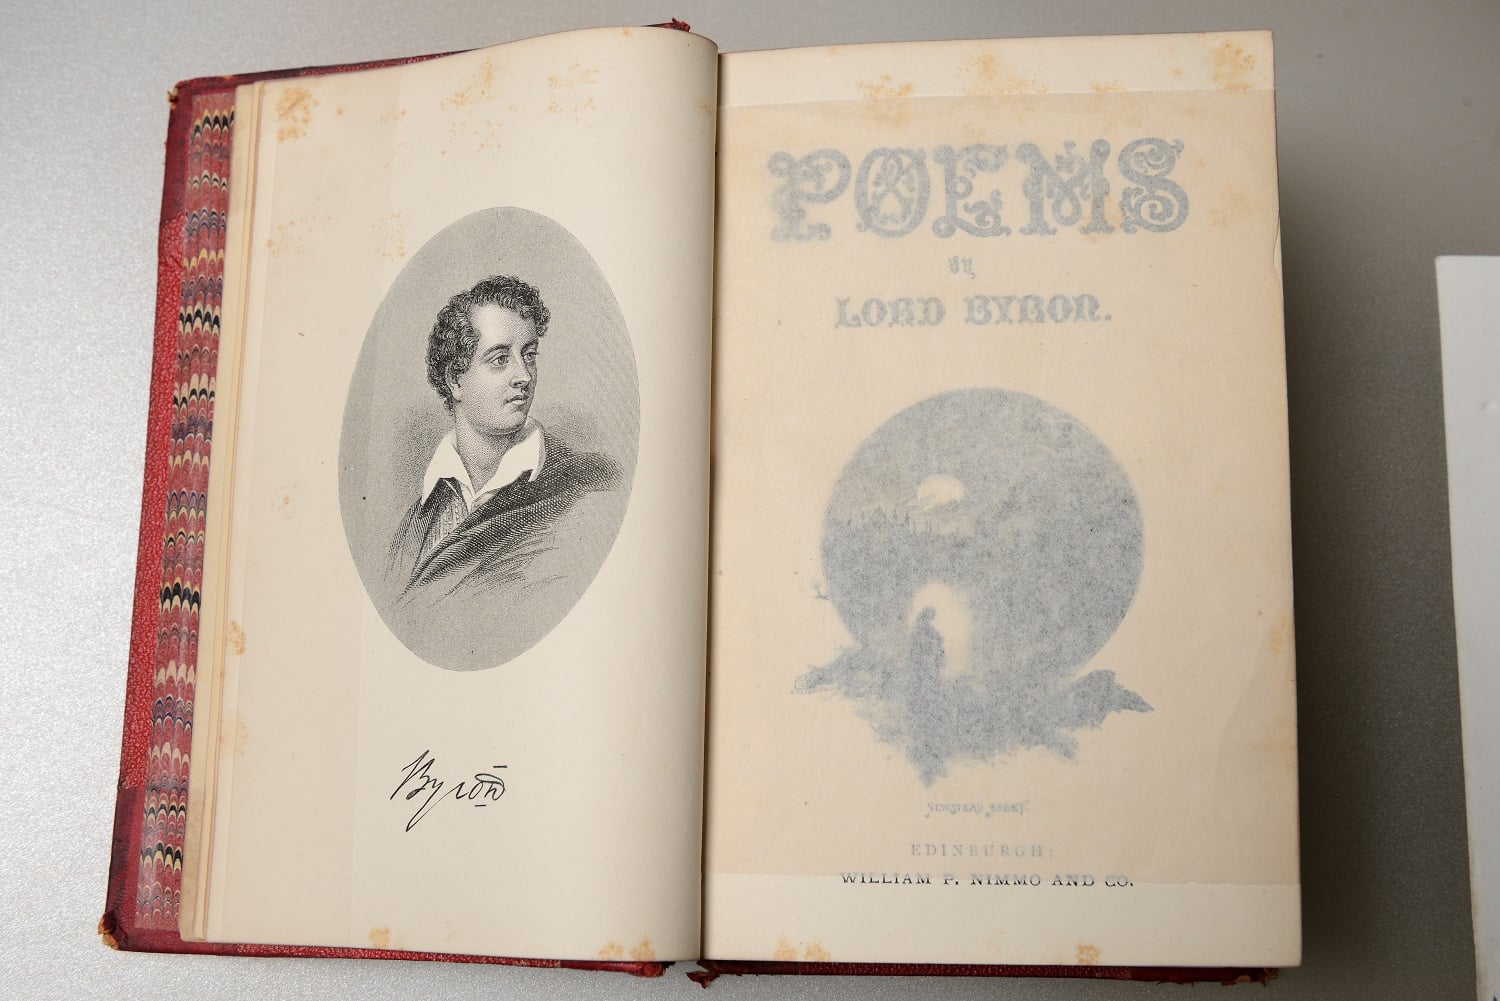 Byron
POEMS
BY
LORD BYRON.
NEWSTEAD ABBEY.
EDINBURGH:
WILLIAM P. NIMMO AND CO.